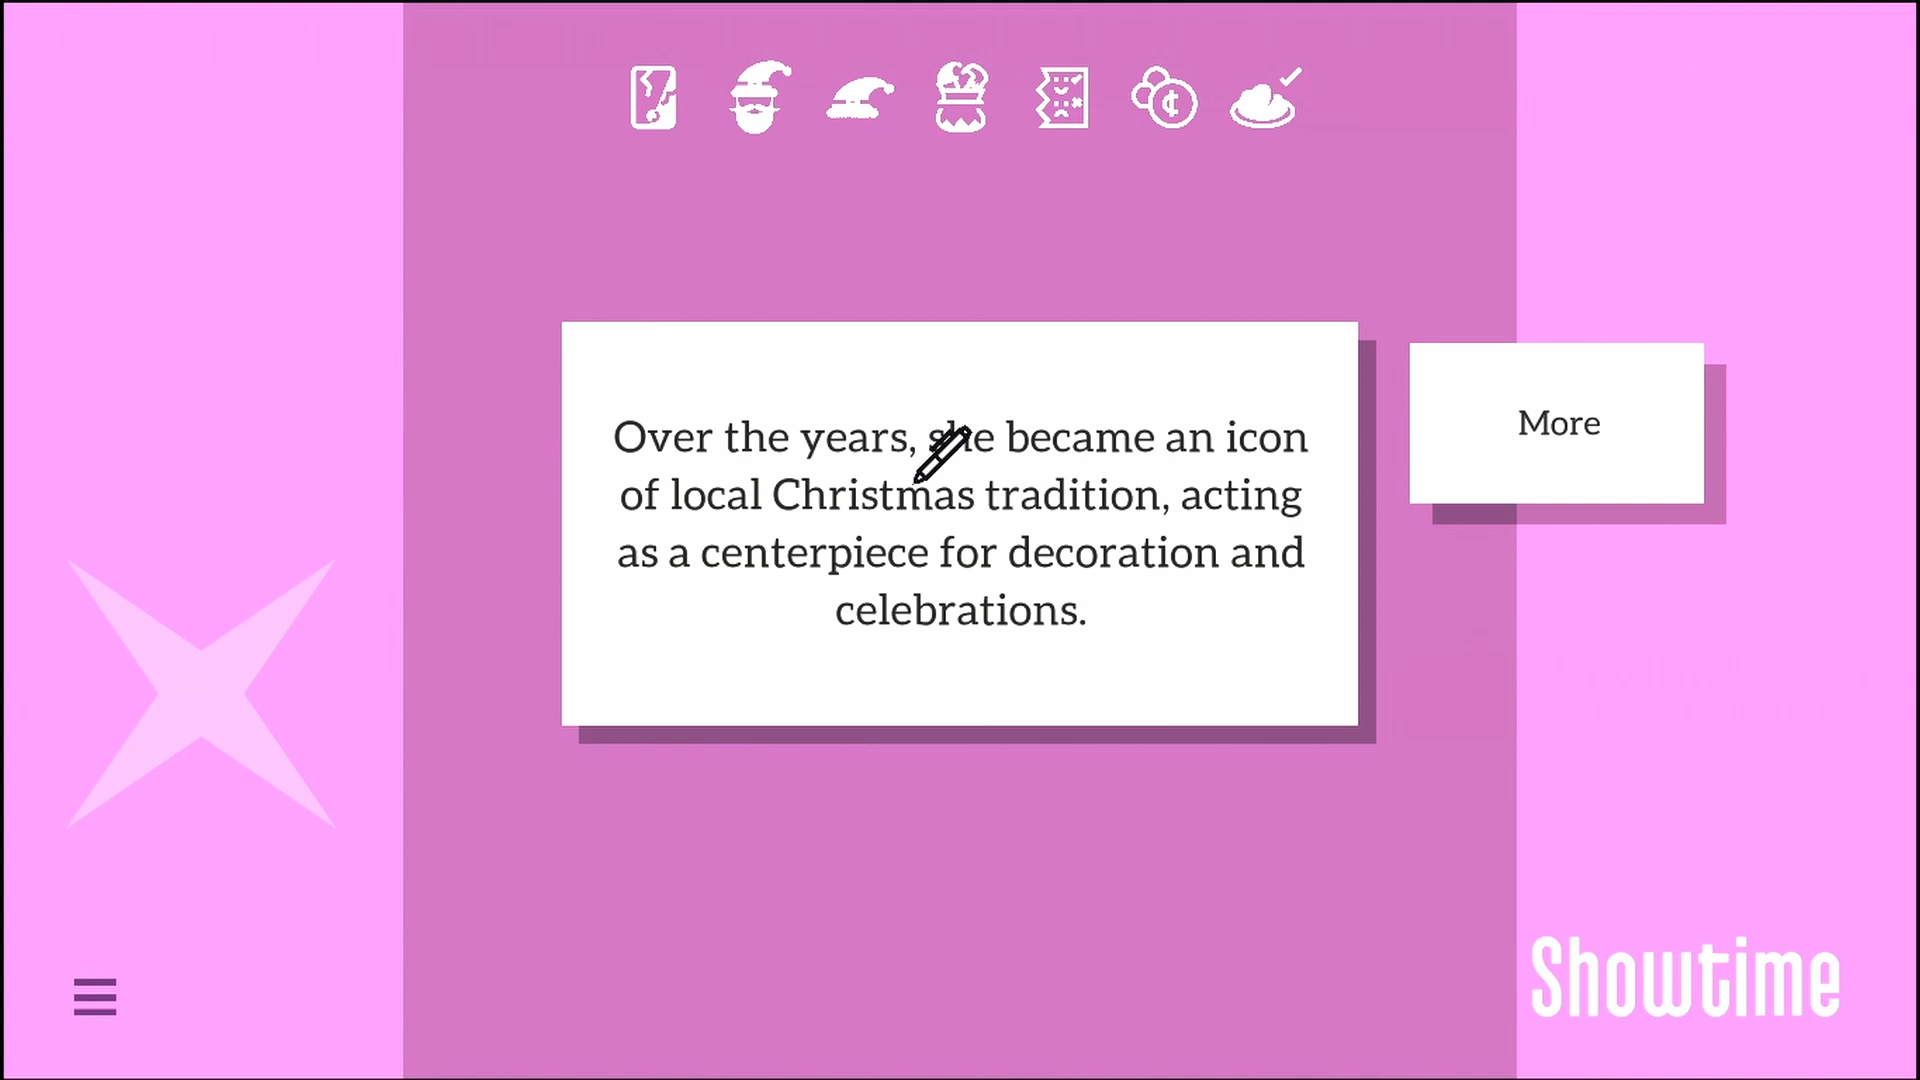 Over the years, she became an icon
of local Christmas tradition, acting
as a centerpiece for decoration and
celebrations.
More
Showtime